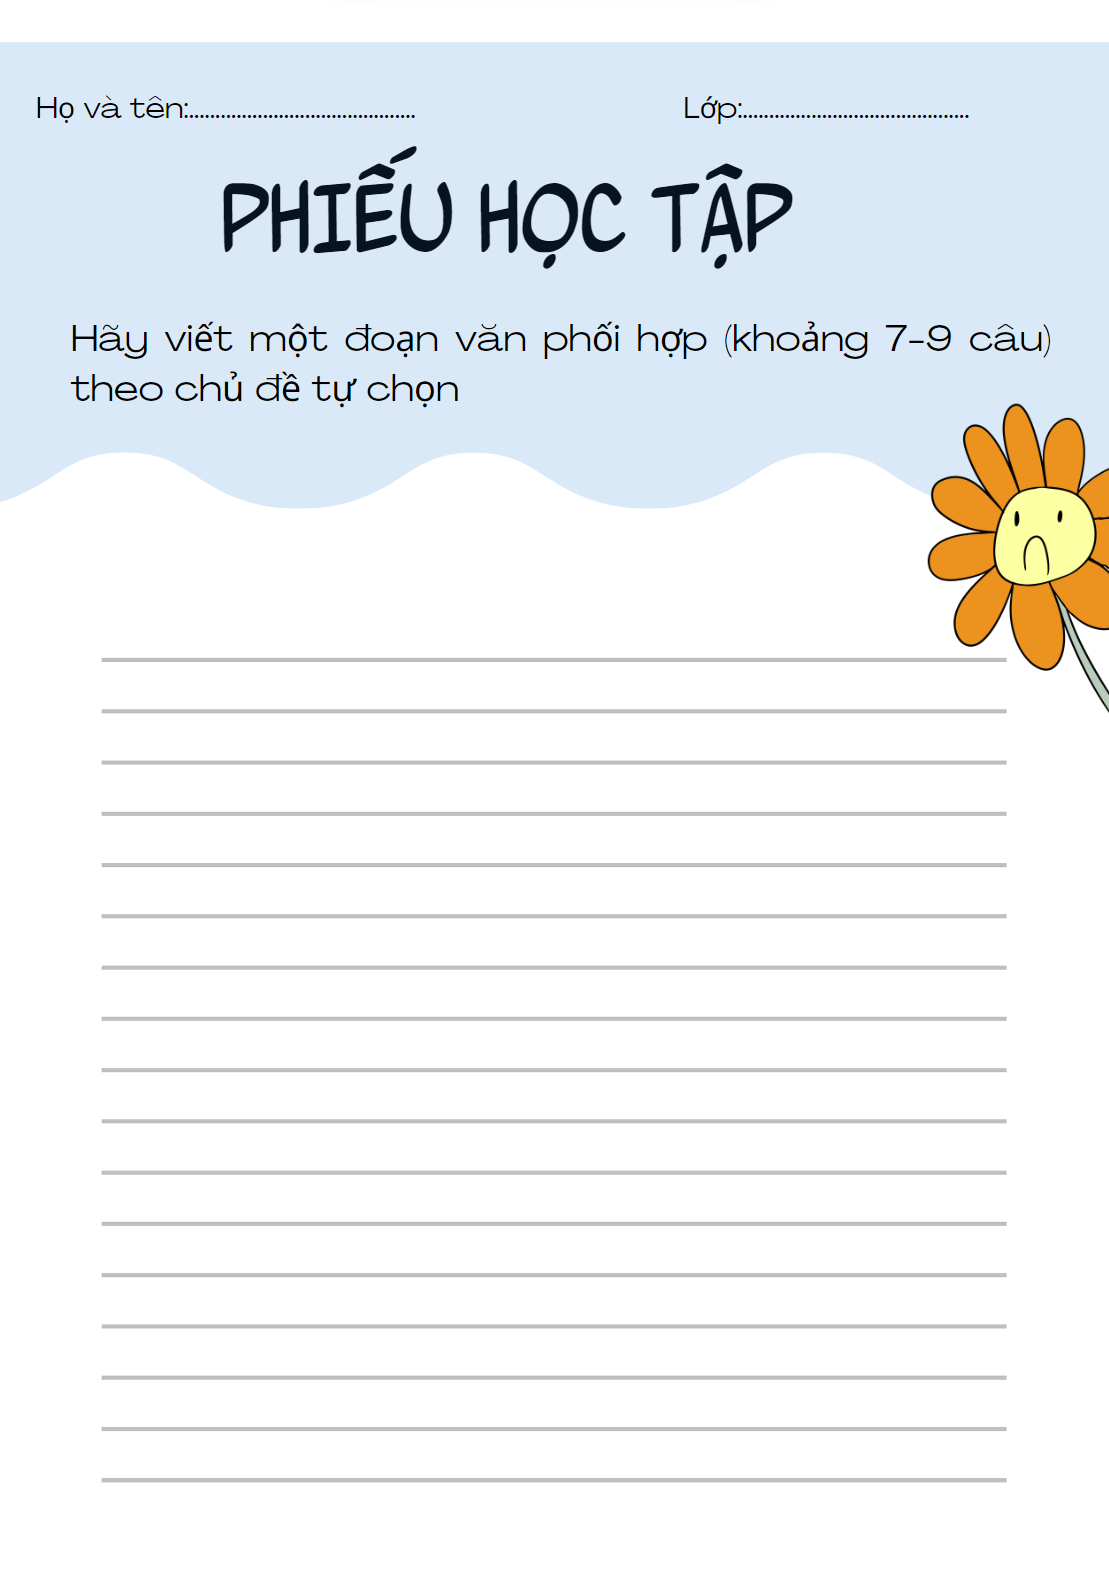 Họ và tên:...........................................
Lớp:...........................................
PHIẾU HỌC TẬP
Hãy viết một đoạn văn phối hợp (khoảng 7-9 câu)
theo chủ đề tự chọn